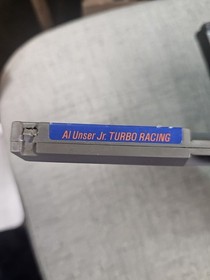 Al Unser Jr. TURBO RACING